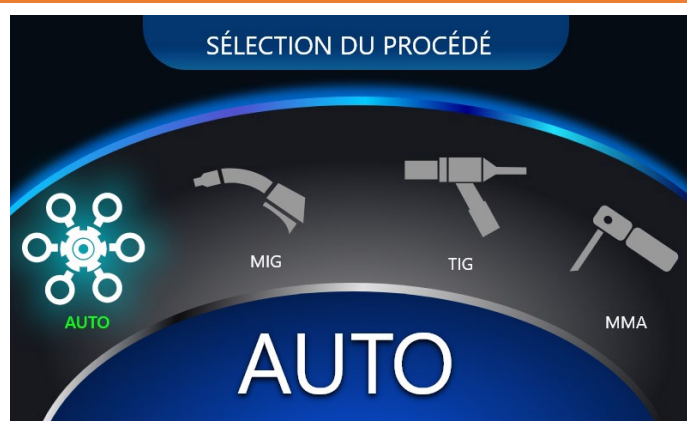 SÉLECTION DU PROCÉDÉ
MIG
TIG
AUTO
MMA
AUTO